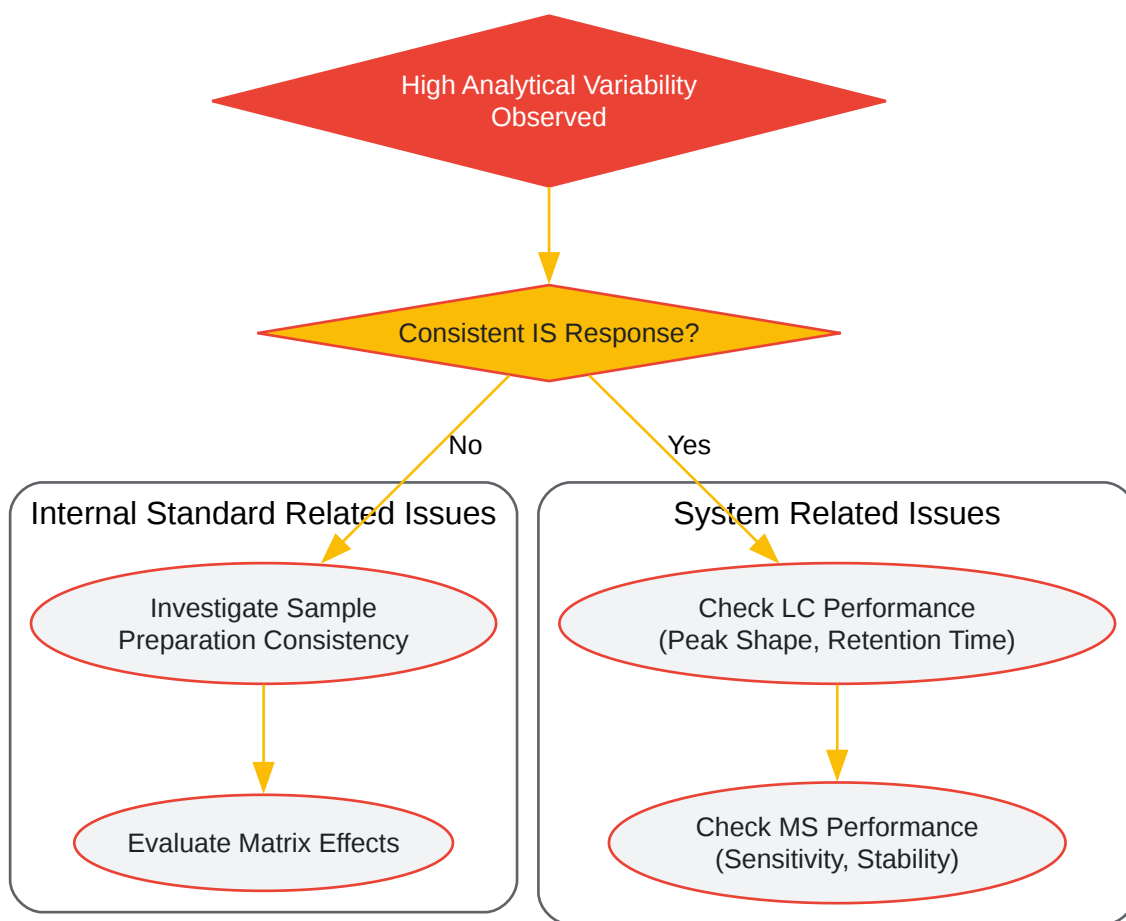 High Analytical Variability
Observed
Consistent IS Response?
No
Yes
Internal Standard Related Issues
Investigate Sample
Preparation Consistency
Evaluate Matrix Effects
System Related Issues
Check LC Performance
(Peak Shape, Retention Time)
Check MS Performance
(Sensitivity, Stability)